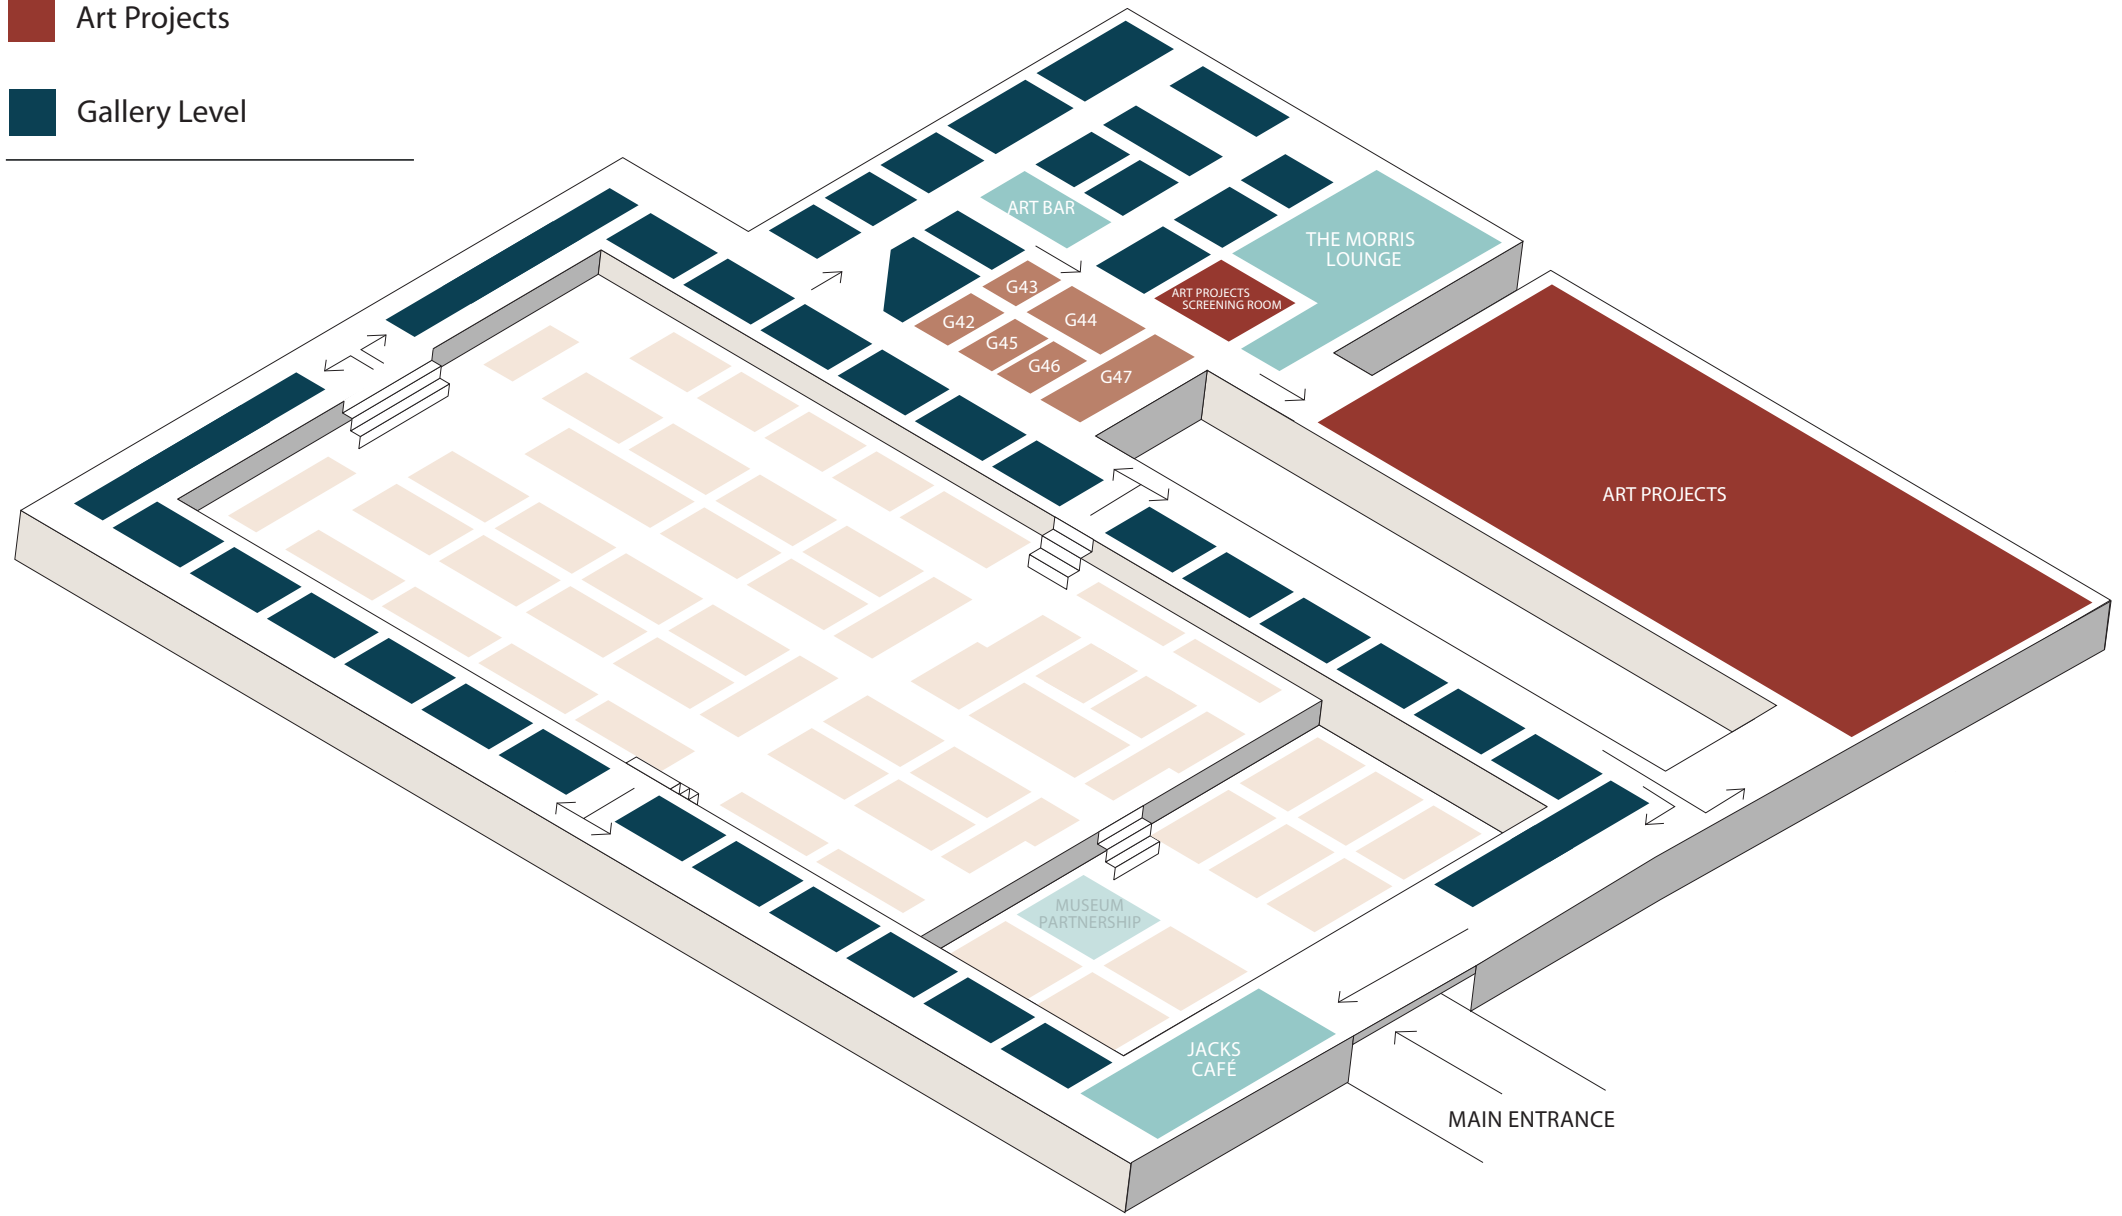 Art Projects
Gallery Level
ART BAR
THE MORRIS
LOUNGE
G43
ART PROJECTS
SCREENING ROOM
G42
G44
G45
G46
G47
ART PROJECTS
MUSEUM
PARTNERSHIP
JACKS
CAFÉ
MAIN ENTRANCE